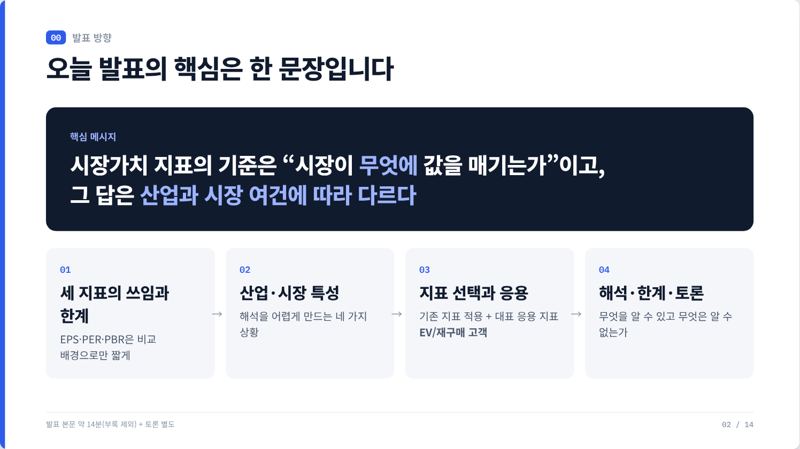 00 발표 방향
오늘 발표의 핵심은 한 문장입니다
핵심 메시지
시장가치 지표의 기준은 “시장이 무엇에 값을 매기는가”이고,
그 답은 산업과 시장 여건에 따라 다르다
01
세 지표의 쓰임과
한계
EPS·PER·PBR은 비교
배경으로만 짧게
→
02
산업·시장 특성
해석을 어렵게 만드는 네 가지
상황
→
03
지표 선택과 응용
기존 지표 적용 + 대표 응용 지표
EV/재구매 고객
→
04
해석·한계·토론
무엇을 알 수 있고 무엇은 알 수
없는가
발표 본문 약 14분(부록 제외) + 토론 별도
02 / 14